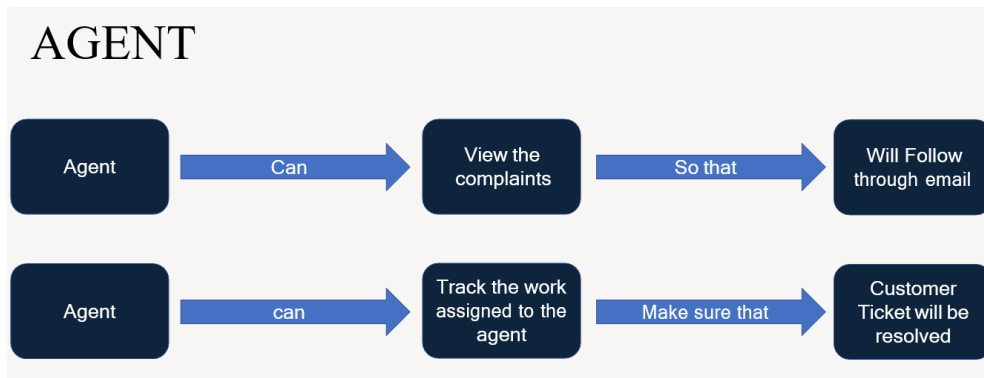 AGENT
Agent
Can
View the
complaints
So that
Will Follow
through email
Agent
can
Track the work
assigned to the
agent
Make sure that
Customer
Ticket will be
resolved